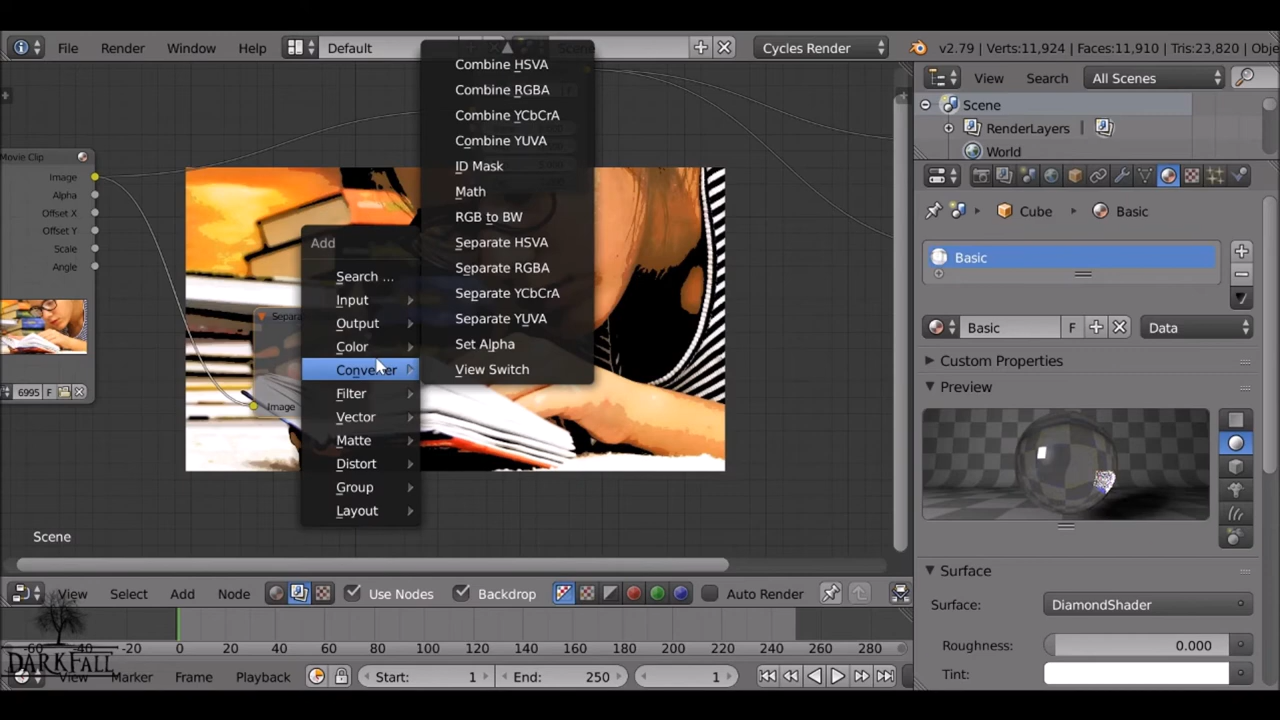 File
Render
Window
Help
Default
Scene
Cycles Render
v2.79 | Verts:11,924 | Faces:11,910 | Tris:23,820 | Obje
View
Search
All Scenes
Scene
RenderLayers
World
Cube
Basic
Basic
Basic
F
Data
Custom Properties
Preview
Surface
Surface:
DiamondShader
Roughness:
0.000
Tint:
Movie Clip
Image
Alpha
Offset X
Offset Y
Scale
Angle
6995
F
Separa
Image
Add
Search ...
Input
Output
Color
Converter
Filter
Vector
Matte
Distort
Group
Layout
Combine HSVA
Combine RGBA
Combine YCbCrA
Combine YUVA
ID Mask
Math
RGB to BW
Separate HSVA
Separate RGBA
Separate YCbCrA
Separate YUVA
Set Alpha
View Switch
Scene
View
Select
Add
Node
Use Nodes
Backdrop
Auto Render
-60
-40
-20
0
20
40
60
80
100
120
140
160
180
200
220
240
260
280
DARKFALL
View
Marker
Frame
Playback
Start:
1
End:
250
1